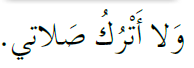 وَلا أَتْرُكُ صَلاتي.